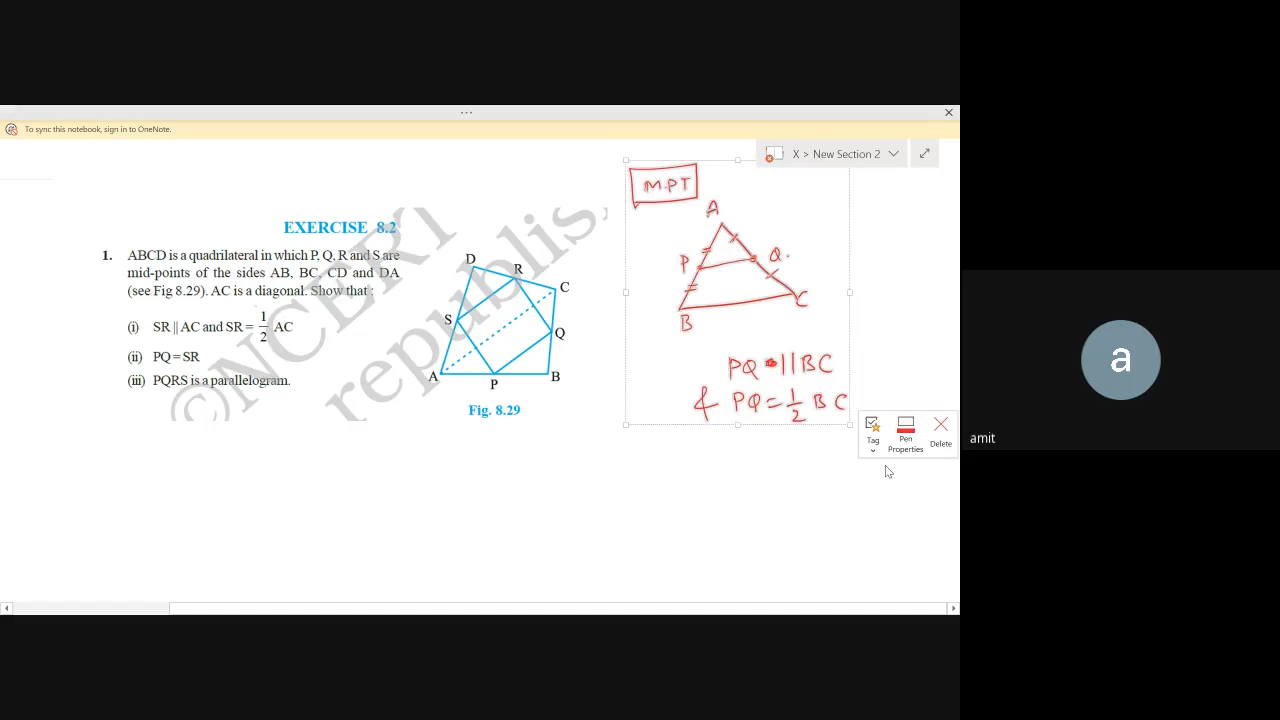 To sync this notebook, sign in to OneNote.
X > New Section 2
M.P.T
EXERCISE 8.2
1. ABCD is a quadrilateral in which P, Q, R and S are
mid-points of the sides AB, BC, CD and DA
(see Fig 8.29). AC is a diagonal. Show that :
(i) SR || AC and SR = 1/2 AC
(ii) PQ = SR
(iii) PQRS is a parallelogram.
D
R
C
S
Q
A
P
B
Fig. 8.29
©NCERT
republis
A
P
Q
B
C
PQ || BC
& PQ = 1/2 BC
Tag
Pen
Properties
Delete
a
amit